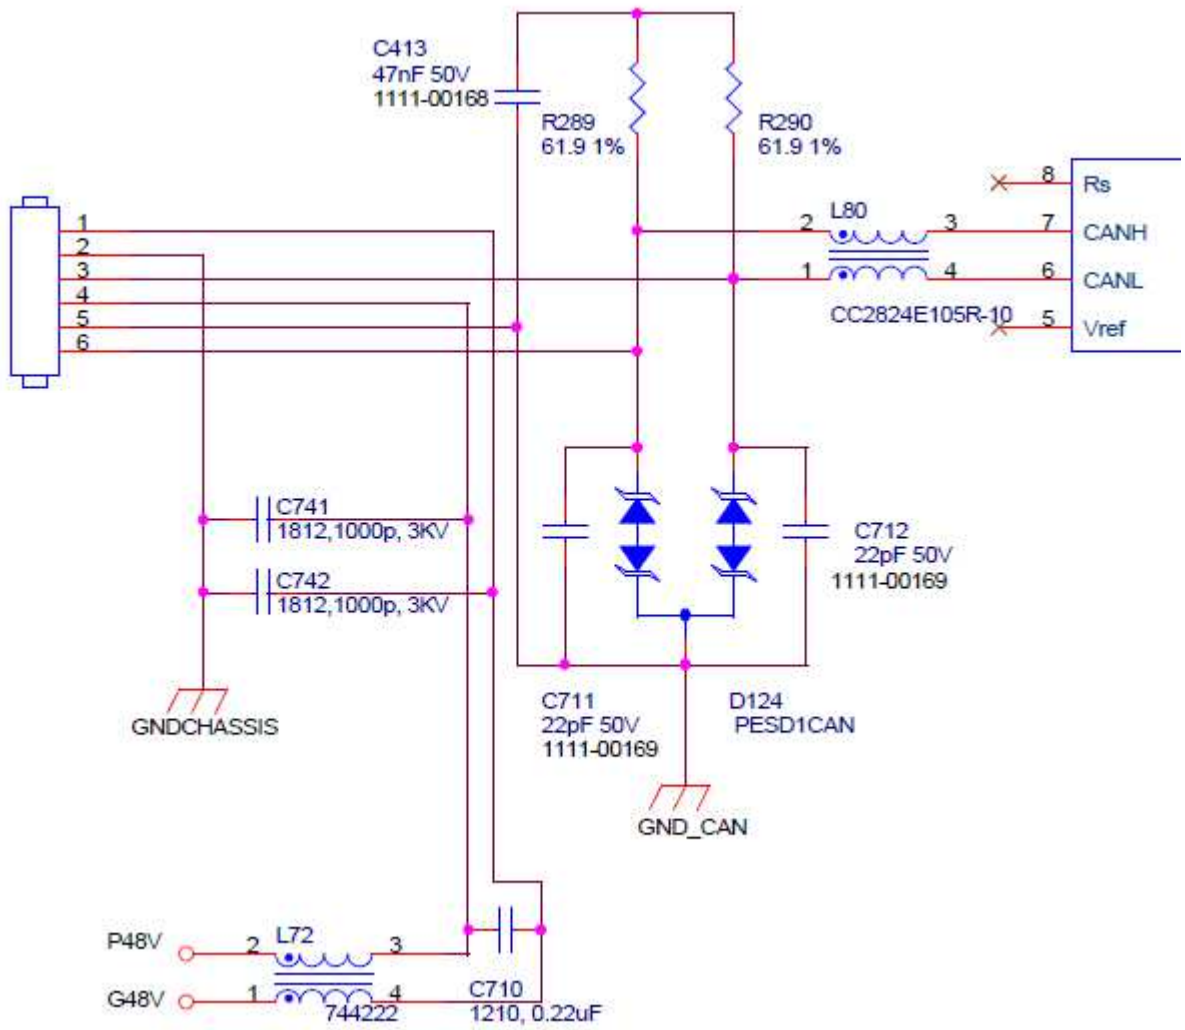 C413
47nF 50V
1111-00168
R289
61.9 1%
R290
61.9 1%
8
Rs
L80
2
3
7
CANH
1
4
6
CANL
CC2824E105R-10
5
Vref
1
2
3
4
5
6
C741
1812,1000p, 3KV
C742
1812,1000p, 3KV
C712
22pF 50V
1111-00169
GNDCHASSIS
C711
22pF 50V
1111-00169
D124
PESD1CAN
GND_CAN
P48V
2
L72
3
G48V
1
4
744222
C710
1210, 0.22uF